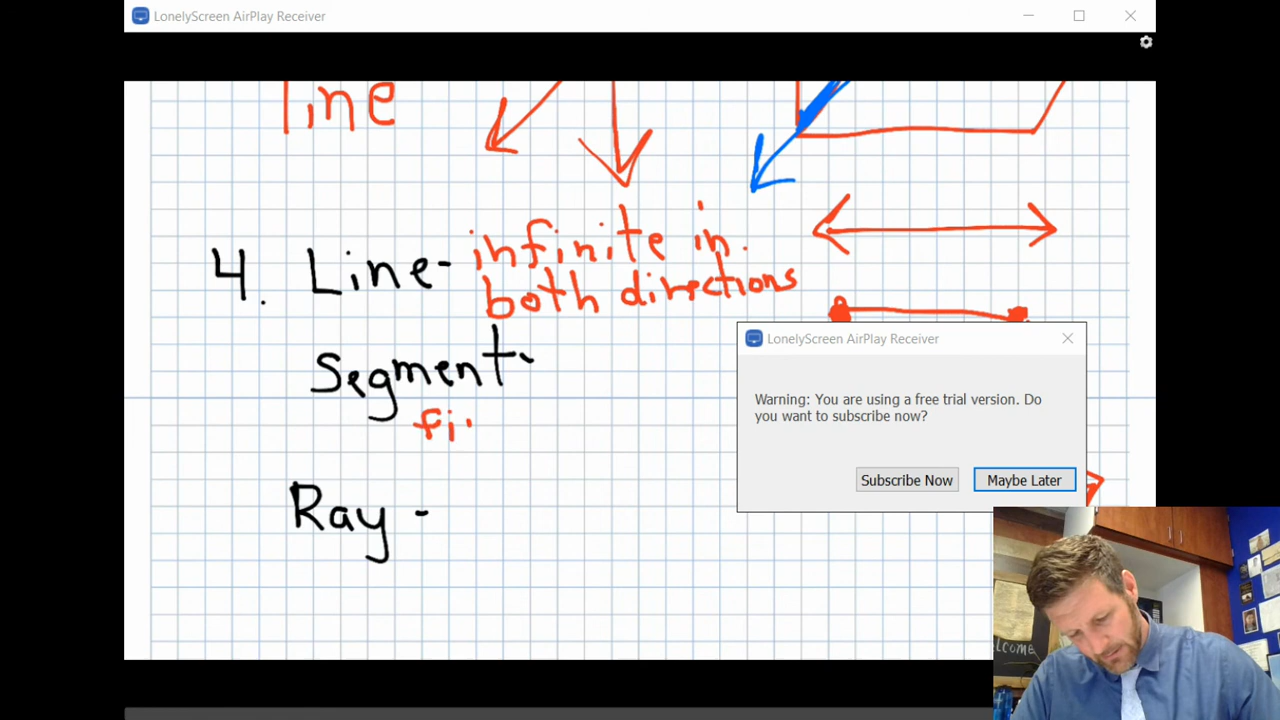 LonelyScreen AirPlay Receiver
line
4. Line- infinite in
both directions
Segment-
fi
Ray -
LonelyScreen AirPlay Receiver
Warning: You are using a free trial version. Do
you want to subscribe now?
Subscribe Now Maybe Later
elcome